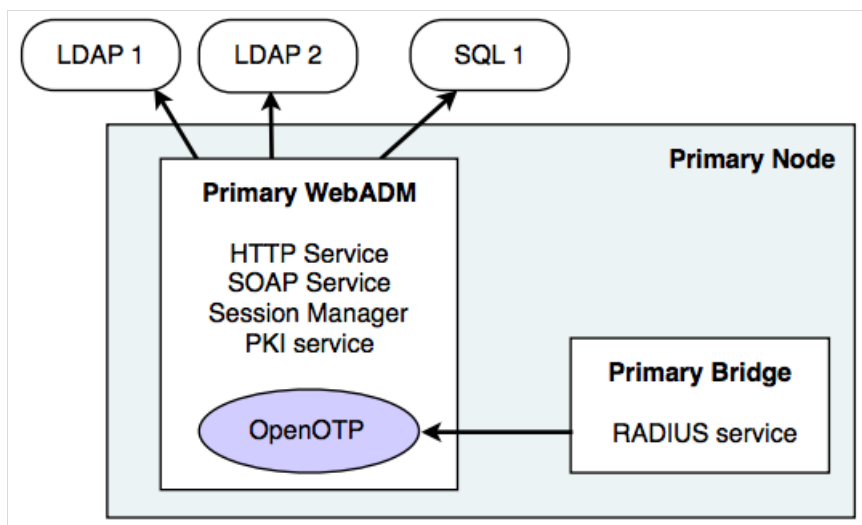 LDAP 1
LDAP 2
SQL 1
Primary Node
Primary WebADM
HTTP Service
SOAP Service
Session Manager
PKI service
OpenOTP
Primary Bridge
RADIUS service